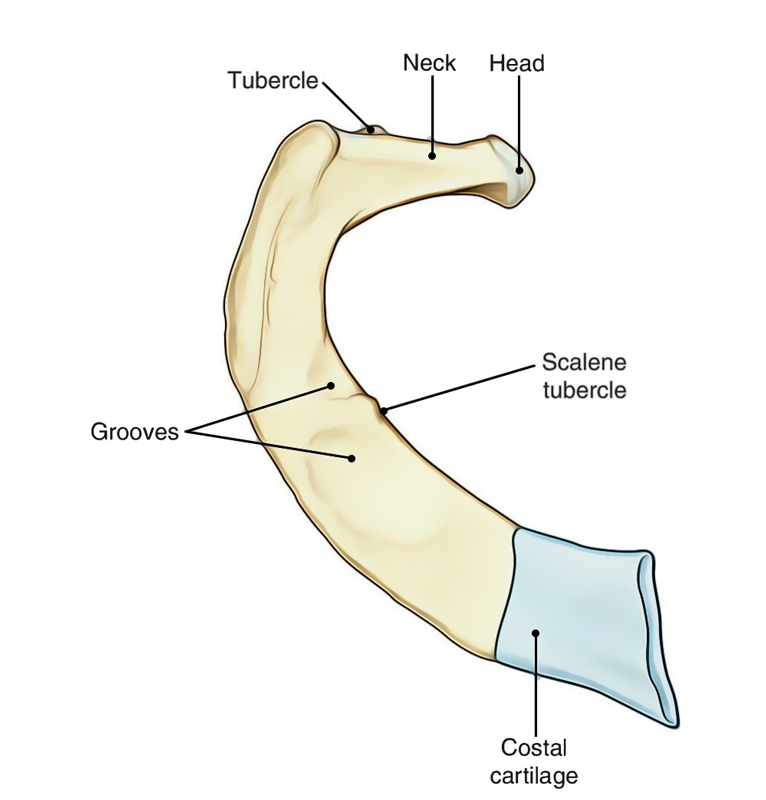 Neck
Head
Tubercle
Scalene
tubercle
Grooves
Costal
cartilage